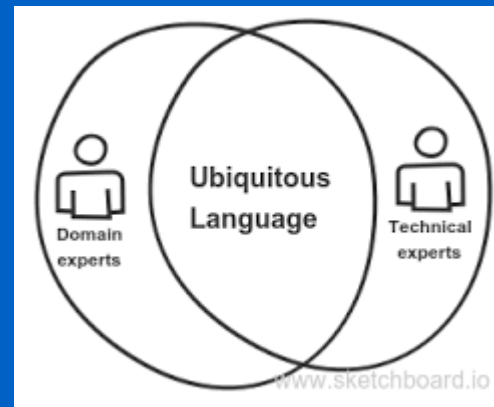 Ubiquitous
Language
Domain
experts
Technical
experts
www.sketchboard.io